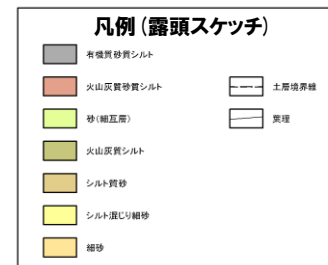 凡例(露頭スケッチ)
有機質砂質シルト
火山灰質砂質シルト
砂(細互層)
火山灰質シルト
シルト質砂
シルト混じり細砂
細砂
土層境界線
葉理